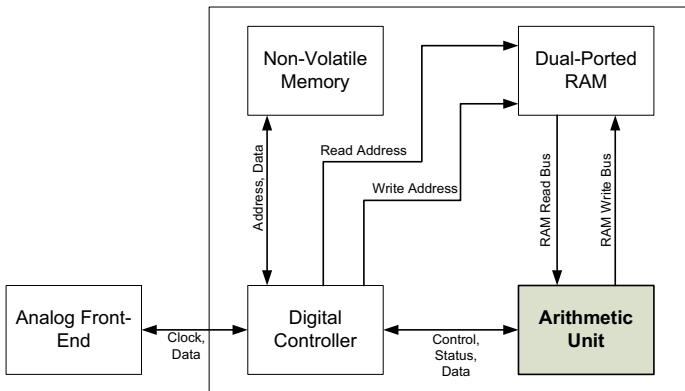 Non-Volatile
Memory
Dual-Ported
RAM
Address, Data
Read Address
Write Address
RAM Read Bus
RAM Write Bus
Analog Front-
End
Clock,
Data
Digital
Controller
Control,
Status,
Data
Arithmetic
Unit